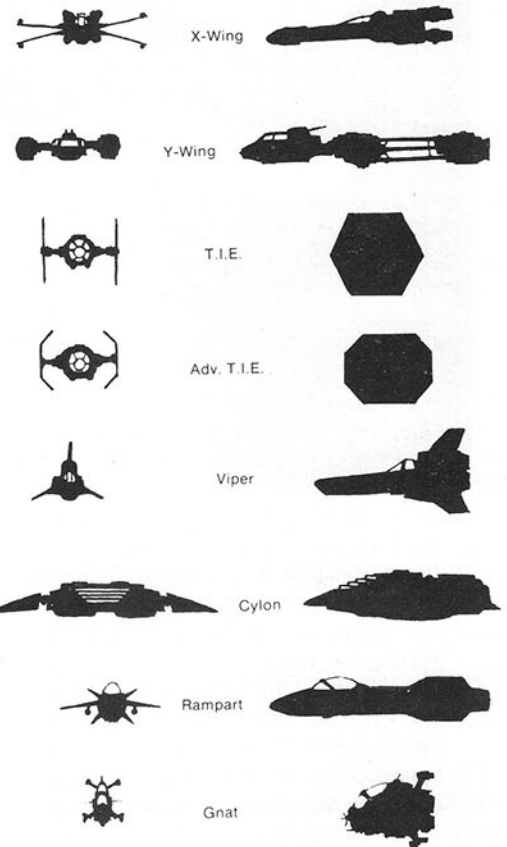 X-Wing
Y-Wing
T.I.E.
Adv. T.I.E.
Viper
Cylon
Rampart
Gnat